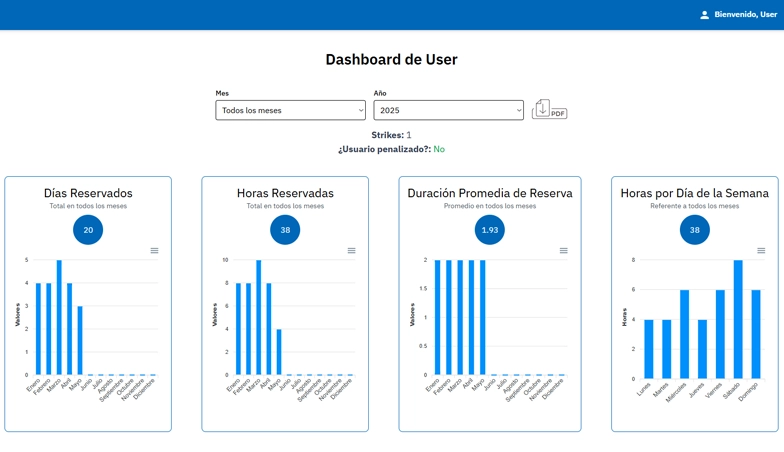 Bienvenido, User
Dashboard de User
Mes
Año
Todos los meses
2025
PDF
Strikes: 1
¿Usuario penalizado?: No
Días Reservados
Total en todos los meses
20
5
4
3
2
1
0
Valores
Enero
Febrero
Marzo
Abril
Mayo
Junio
Julio
Agosto
Septiembre
Octubre
Noviembre
Diciembre
Horas Reservadas
Total en todos los meses
38
10
8
6
4
2
0
Valores
Enero
Febrero
Marzo
Abril
Mayo
Junio
Julio
Agosto
Septiembre
Octubre
Noviembre
Diciembre
Duración Promedia de Reserva
Promedio en todos los meses
1.93
2
1.5
1
0.5
0
Valores
Enero
Febrero
Marzo
Abril
Mayo
Junio
Julio
Agosto
Septiembre
Octubre
Noviembre
Diciembre
Horas por Día de la Semana
Referente a todos los meses
38
8
6
4
2
0
Horas
Lunes
Martes
Miércoles
Jueves
Viernes
Sábado
Domingo